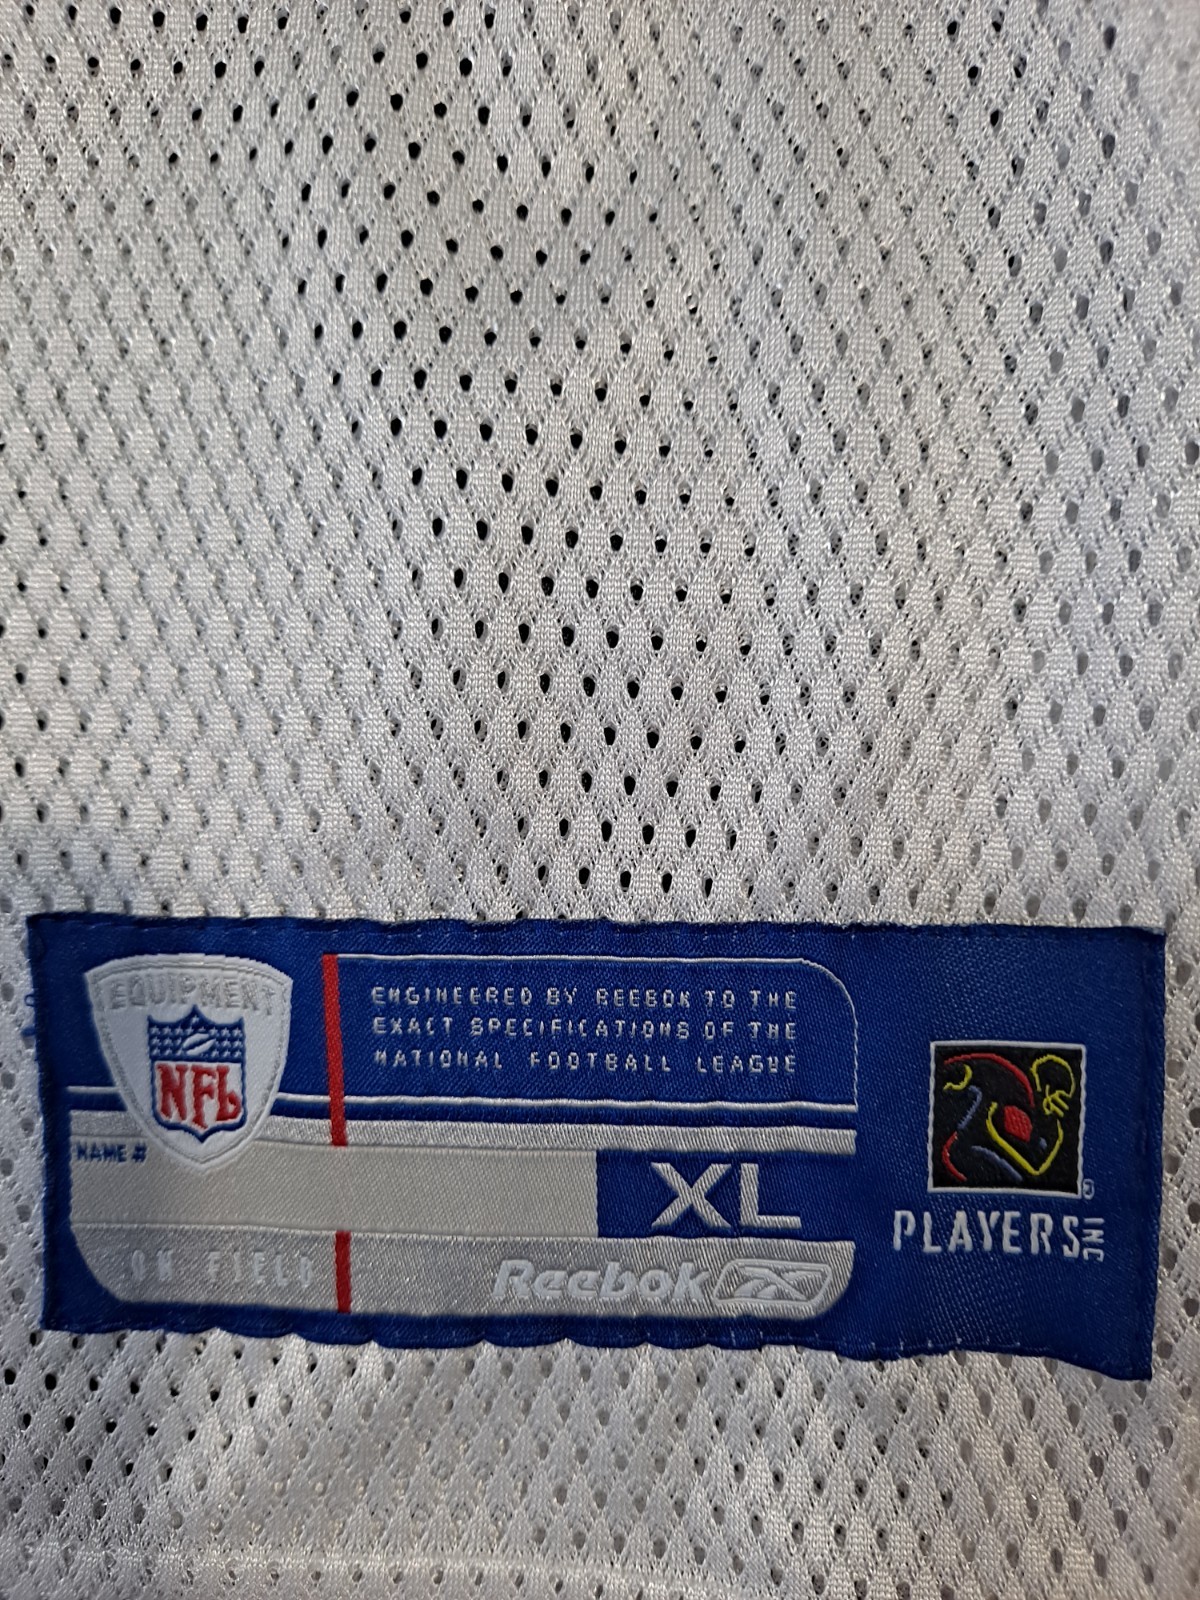 EQUIPMENT
NFL
ENGINEERED BY REEBOK TO THE
EXACT SPECIFICATIONS OF THE
NATIONAL FOOTBALL LEAGUE
NAME #
XL
ON FIELD
Reebok
PLAYERS INC
®